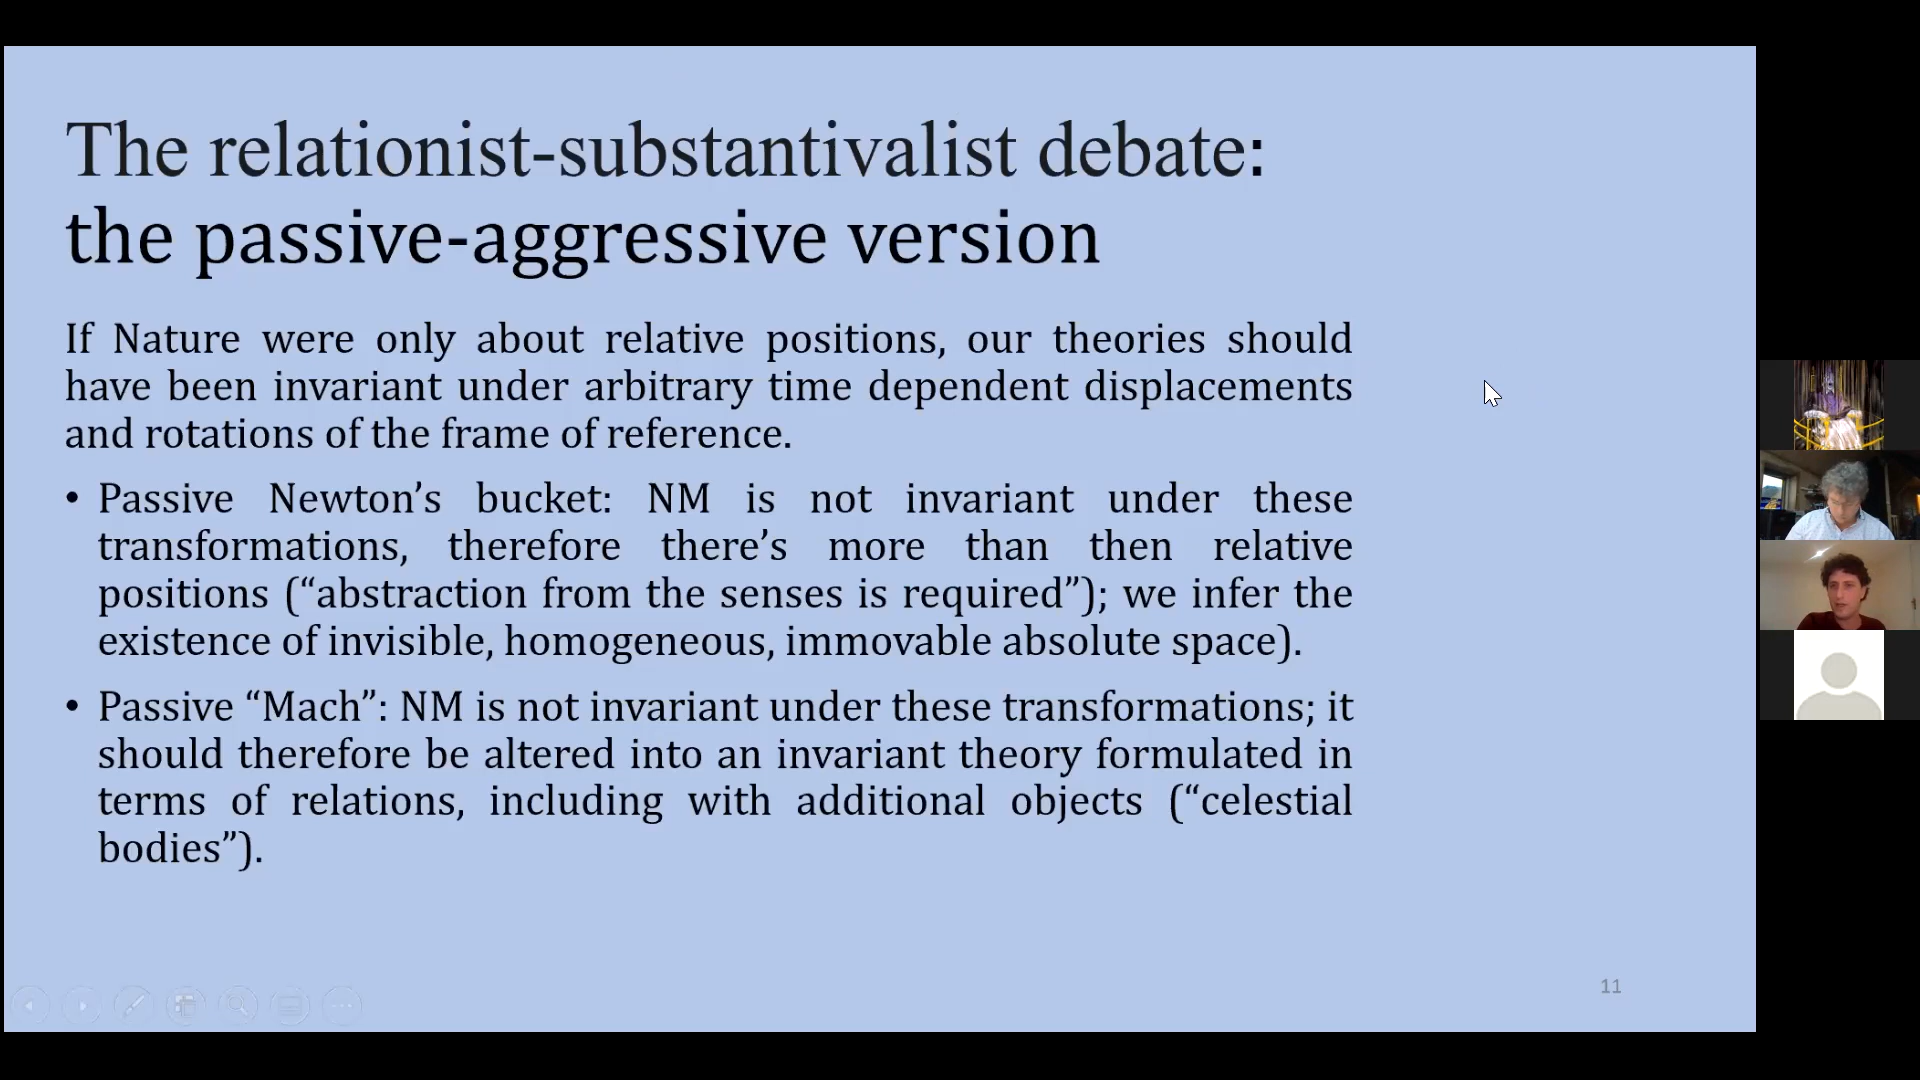 The relationist-substantivalist debate:
the passive-aggressive version
If Nature were only about relative positions, our theories should
have been invariant under arbitrary time dependent displacements
and rotations of the frame of reference.
• Passive Newton’s bucket: NM is not invariant under these
transformations, therefore there’s more than then relative
positions (“abstraction from the senses is required”); we infer the
existence of invisible, homogeneous, immovable absolute space).
• Passive “Mach”: NM is not invariant under these transformations; it
should therefore be altered into an invariant theory formulated in
terms of relations, including with additional objects (“celestial
bodies”).
11